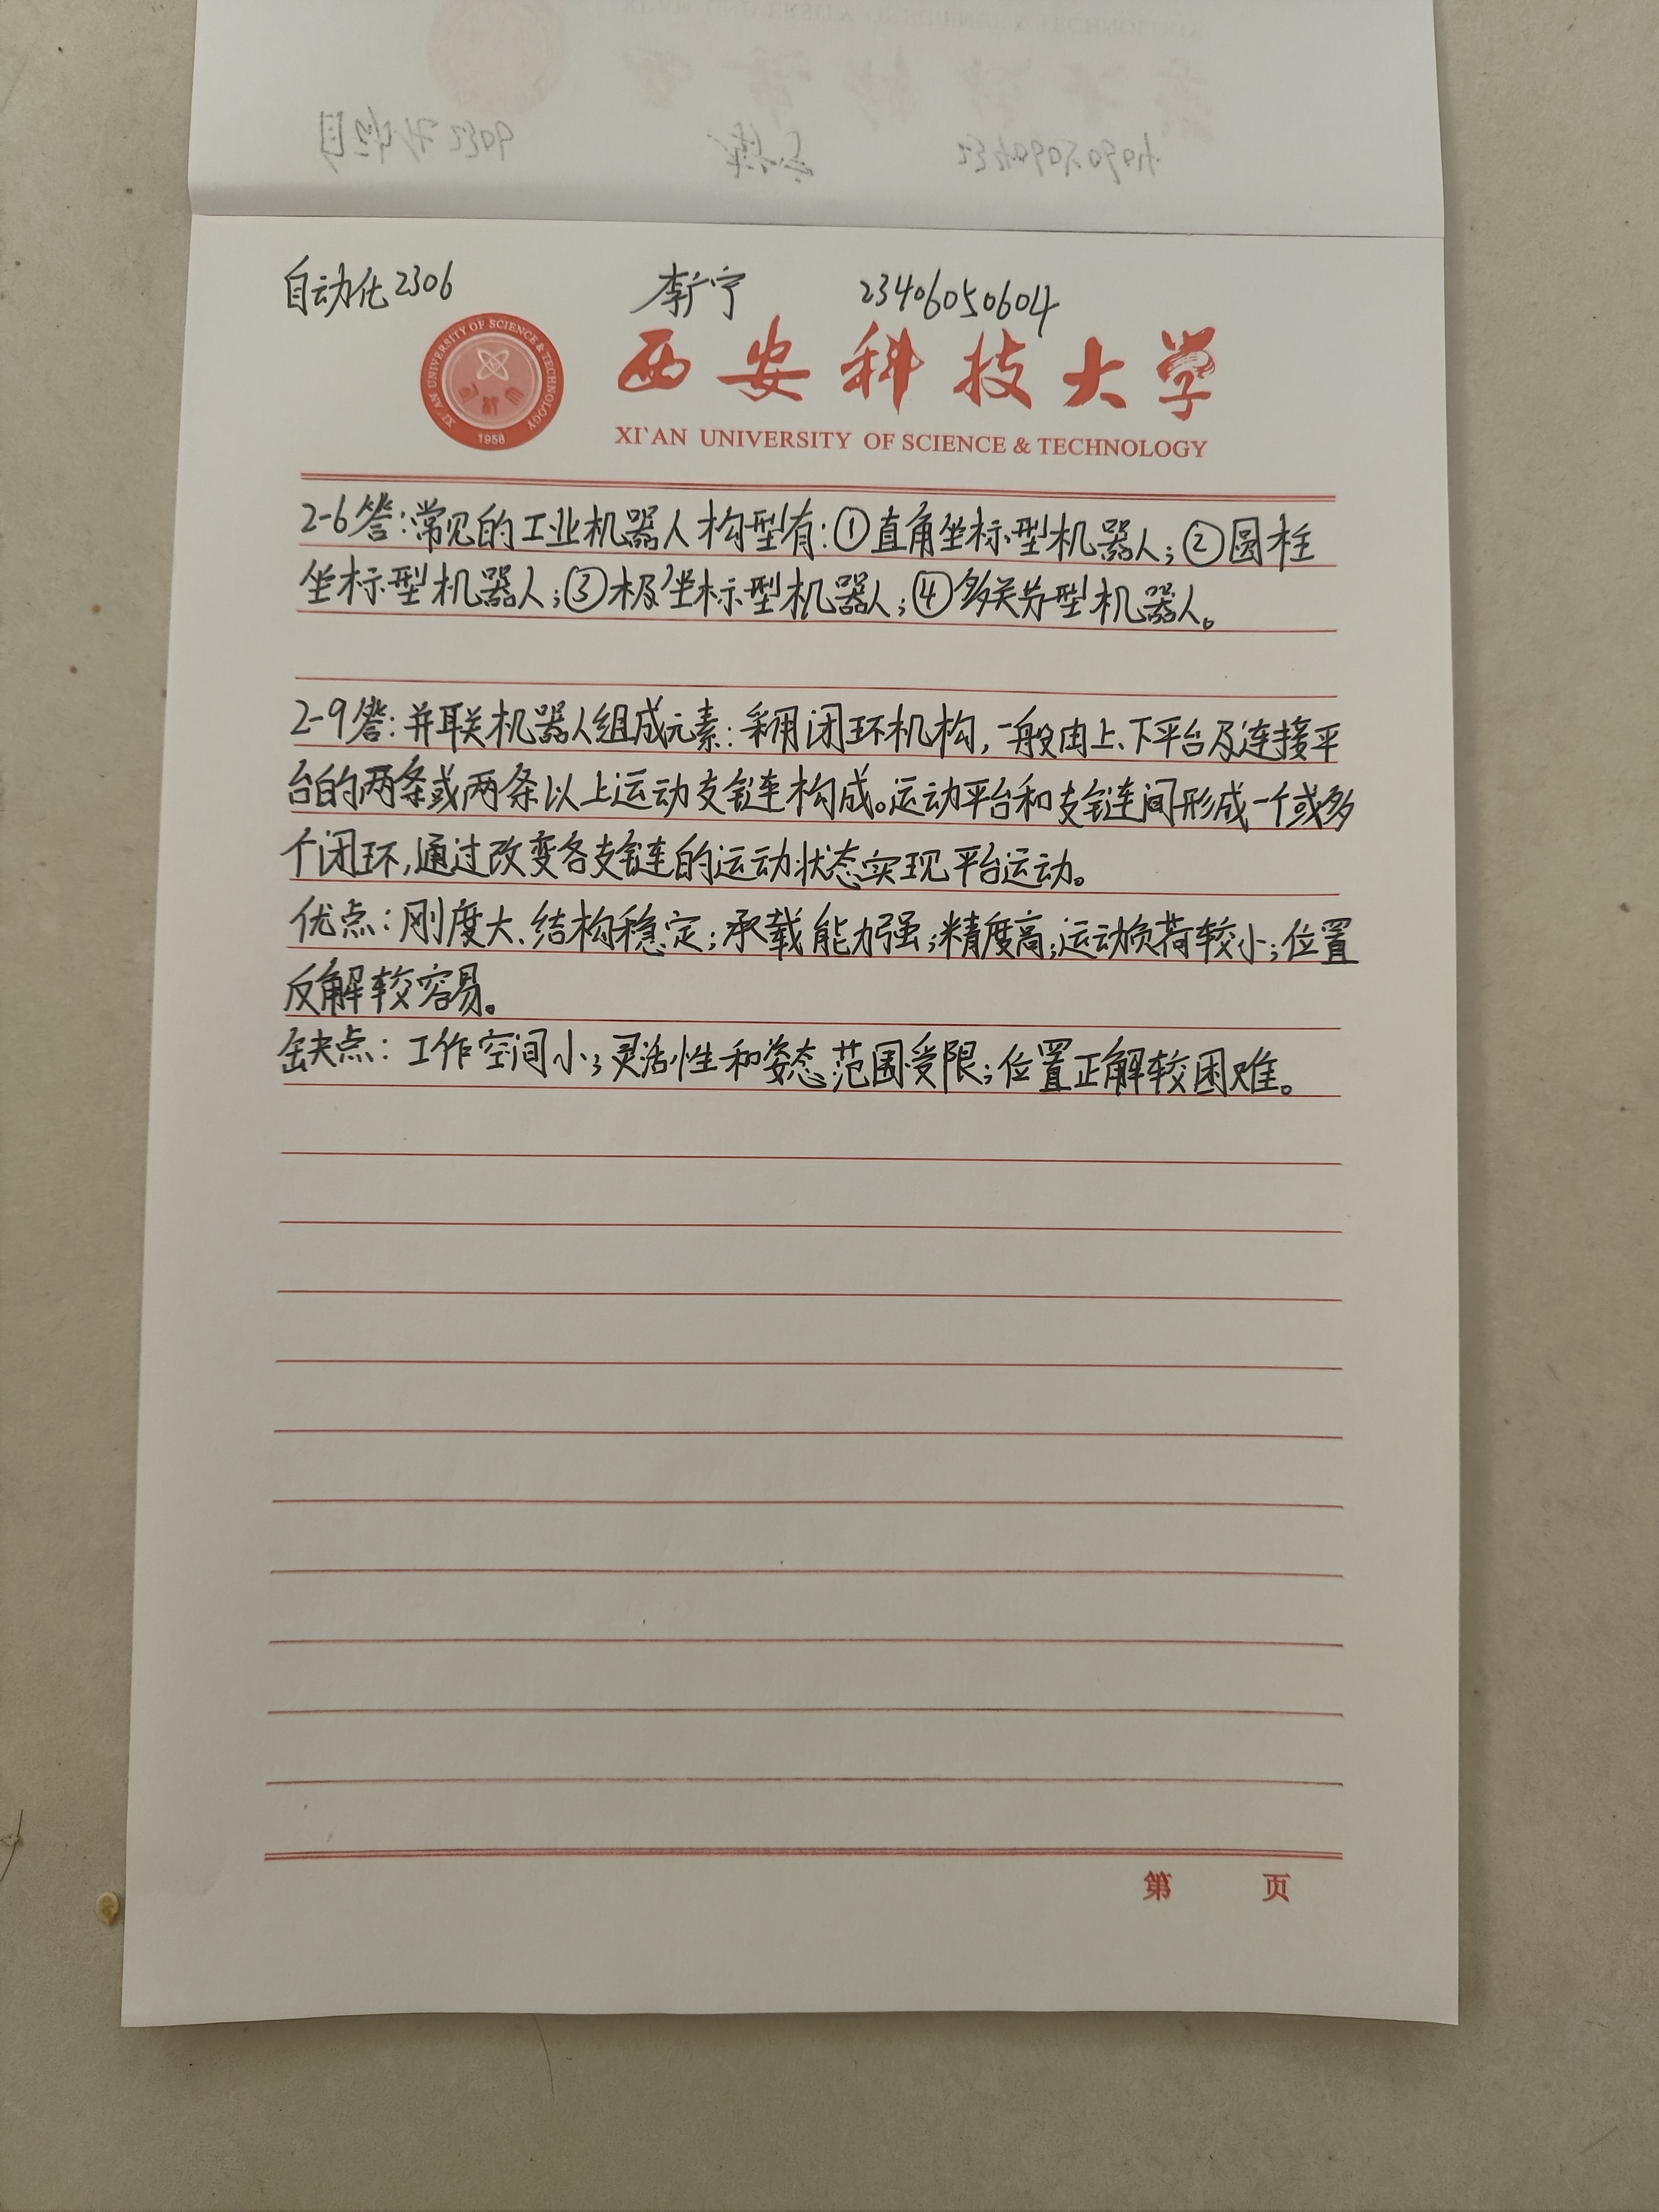 自动化2306 李广宁 23406050604
西安科技大学
XI'AN UNIVERSITY OF SCIENCE & TECHNOLOGY
XI'AN UNIVERSITY OF SCIENCE & TECHNOLOGY
1958
2-6答:常见的工业机器人构型有:①直角坐标型机器人;②圆柱
坐标型机器人;③极坐标型机器人;④多关节型机器人。
2-9答:并联机器人组成元素:采用闭环机构,一般由上、下平台及连接平
台的两条或两条以上运动支链构成。运动平台和支链间形成一个或多
个闭环,通过改变各支链的运动状态实现平台运动。
优点:刚度大、结构稳定;承载能力强;精度高;运动负荷较小;位置
反解较容易。
缺点:工作空间小;灵活性和姿态范围受限;位置正解较困难。
第 页